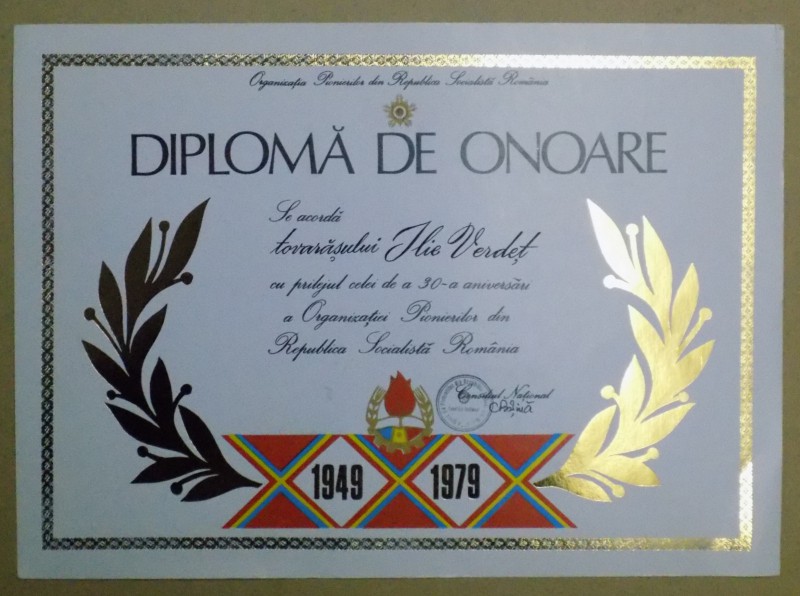 Organizația Pionierilor din Republica Socialistă România
DIPLOMĂ DE ONOARE
Se acordă
tovarășului Ilie Verdeț
cu prilejul celei de a 30-a aniversări
a Organizației Pionierilor din
Republica Socialistă România
Consiliul Național
1949 1979